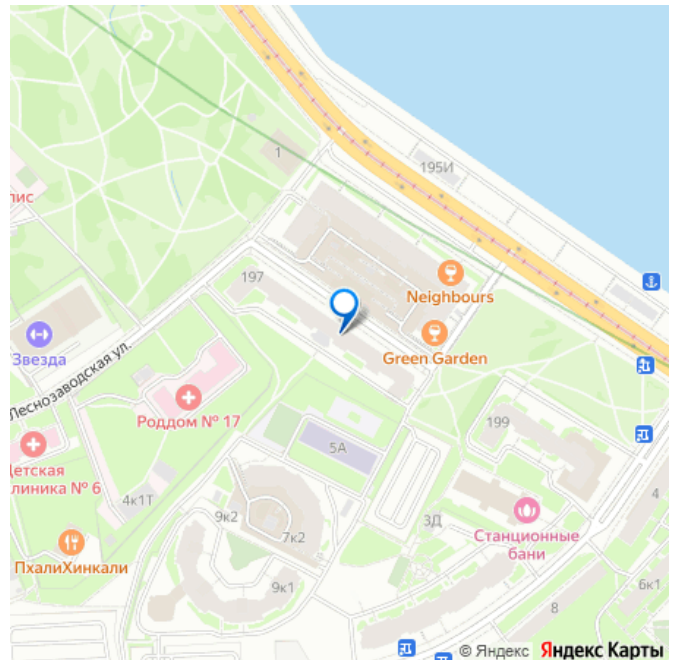 1
195И
пис
197
Neighbours
Звезда
Green Garden
Леснозаводская ул.
Роддом № 17
199
5А
Детская
клиника № 6
4к1Т
4
9к2
3Д
7к2
Станционные
бани
ПхалиХинкали
9к1
6к1
8
© Яндекс Яндекс Карты